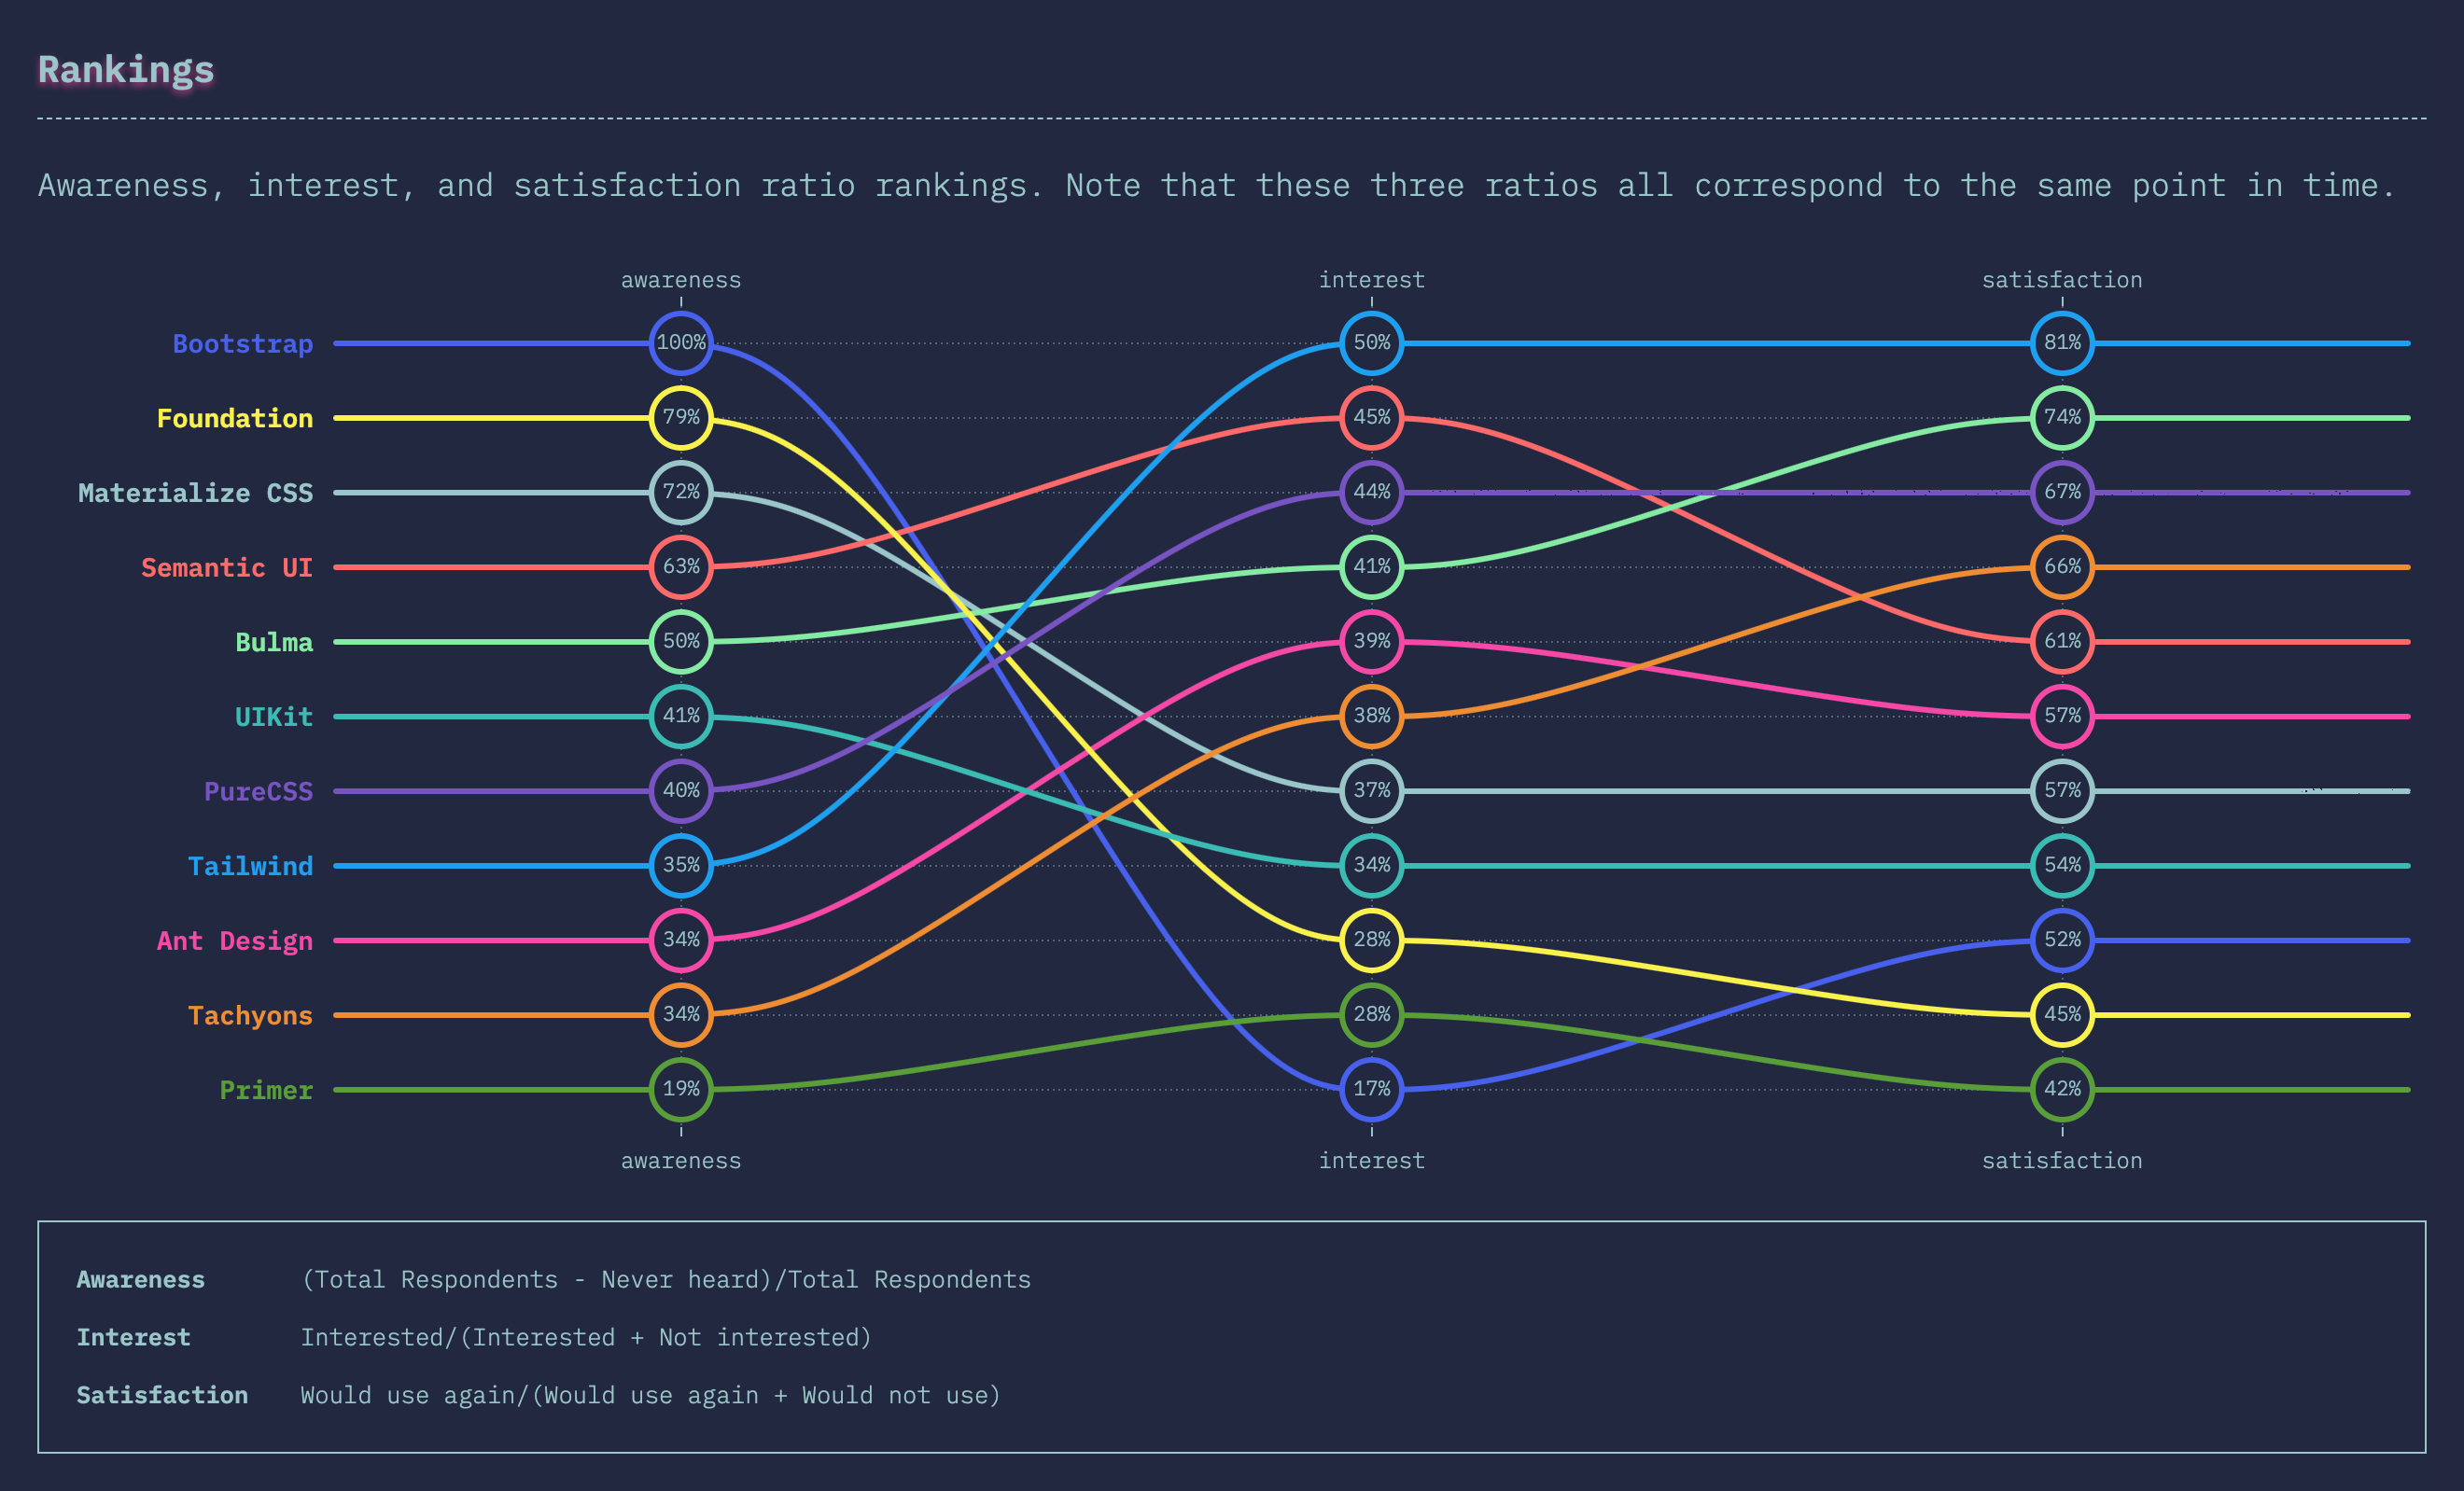 Rankings
Awareness, interest, and satisfaction ratio rankings. Note that these three ratios all correspond to the same point in time.
awareness interest satisfaction
Bootstrap 100% 50% 81%
Foundation 79% 45% 74%
Materialize CSS 72% 44% 67%
Semantic UI 63% 41% 66%
Bulma 50% 39% 61%
UIKit 41% 38% 57%
PureCSS 40% 37% 57%
Tailwind 35% 34% 54%
Ant Design 34% 28% 52%
Tachyons 34% 28% 45%
Primer 19% 17% 42%
awareness interest satisfaction
Awareness (Total Respondents - Never heard)/Total Respondents
Interest Interested/(Interested + Not interested)
Satisfaction Would use again/(Would use again + Would not use)